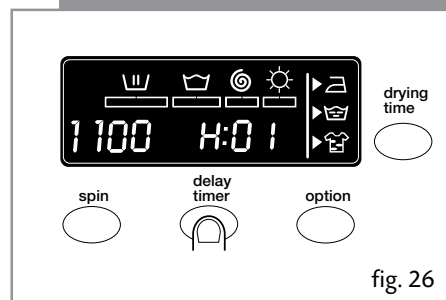 1100 H:01
drying
time
spin
delay
timer
option
fig. 26